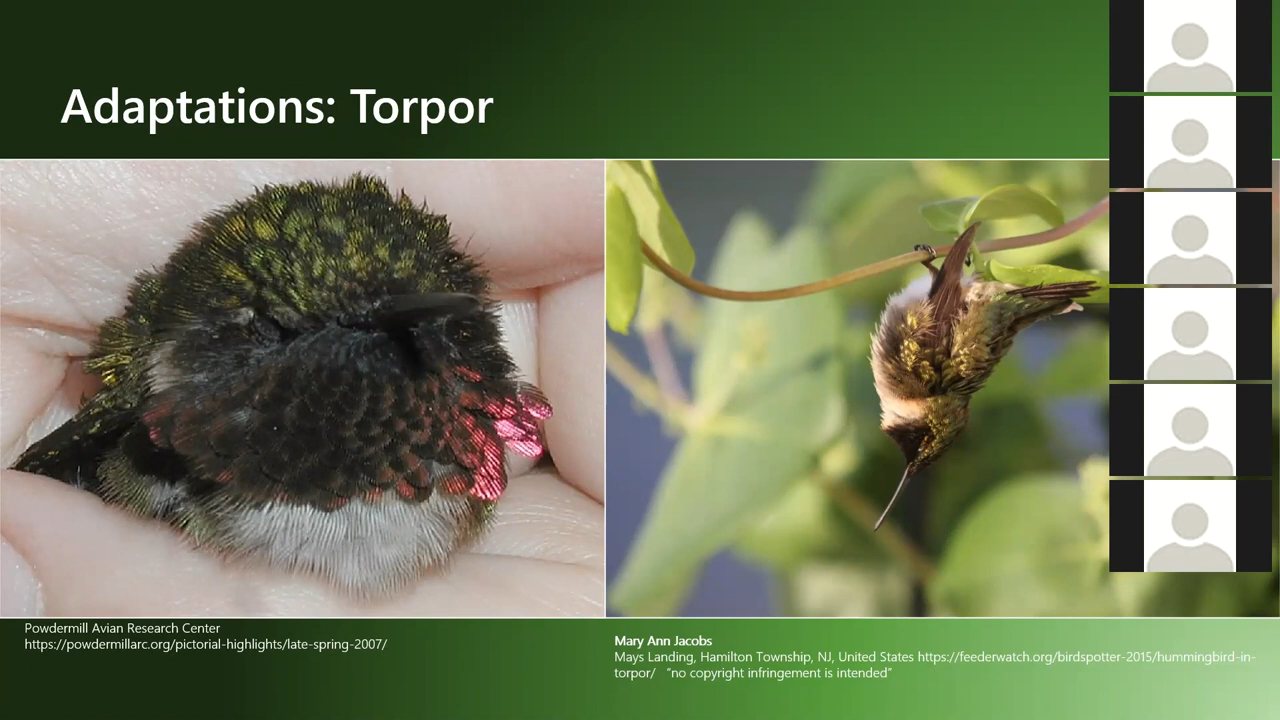 Adaptations: Torpor
Powdermill Avian Research Center
https://powdermillarc.org/pictorial-highlights/late-spring-2007/
Mary Ann Jacobs
Mays Landing, Hamilton Township, NJ, United States https://feederwatch.org/birdspotter-2015/hummingbird-in-
torpor/ “no copyright infringement is intended”